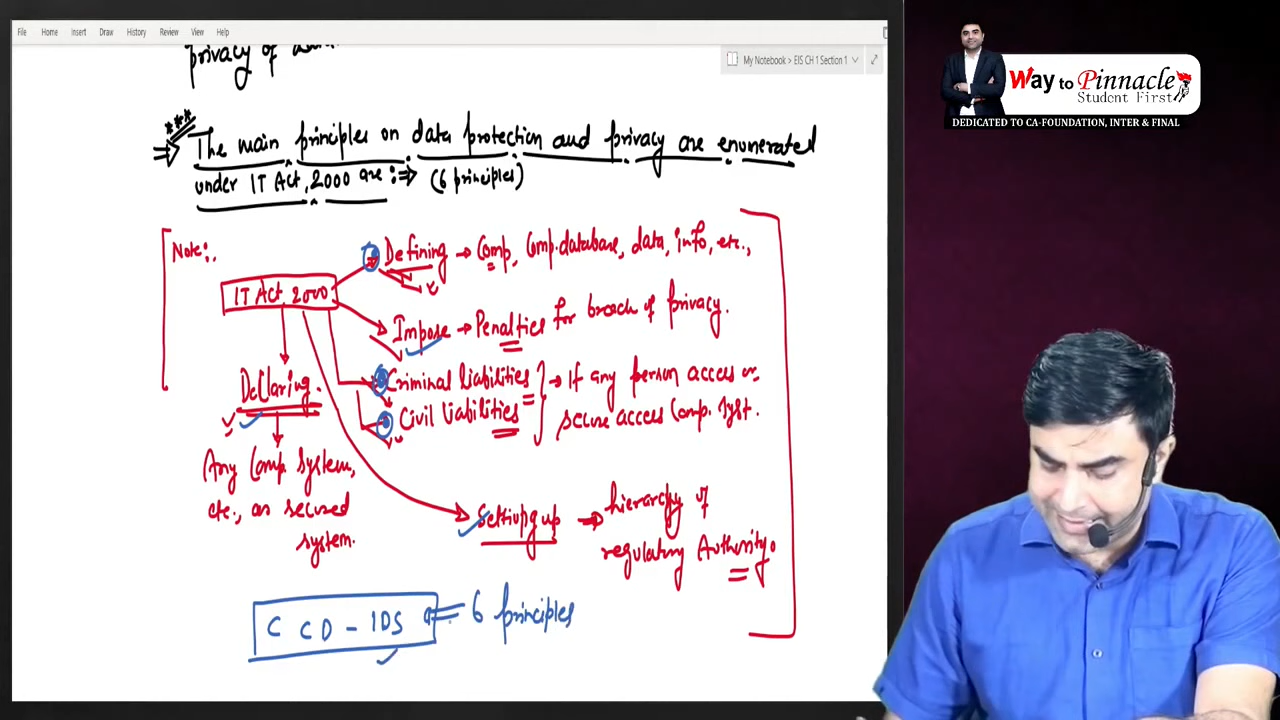 File Home Insert Draw History Review View Help
privacy of
My Notebook > EIS CH 1 Section 1
Way to Pinnacle
Student First
DEDICATED TO CA-FOUNDATION, INTER & FINAL
***
⇒ The main principles on data protection and privacy are enumerated
under IT Act, 2000 are :⇒ (6 principles)
Note:.
IT Act 2000
Defining → Comp, Comp. database, data, info, etc.,
Impose → Penalties for breach of privacy.
Criminal liabilities } → If any person access or
Civil liabilities } secure access Comp. Syst.
Declaring.
Any Comp. system,
etc., as secured
system.
Settiupg up → hierarchy of
regulating Authority.
C CD - IDS = 6 principles